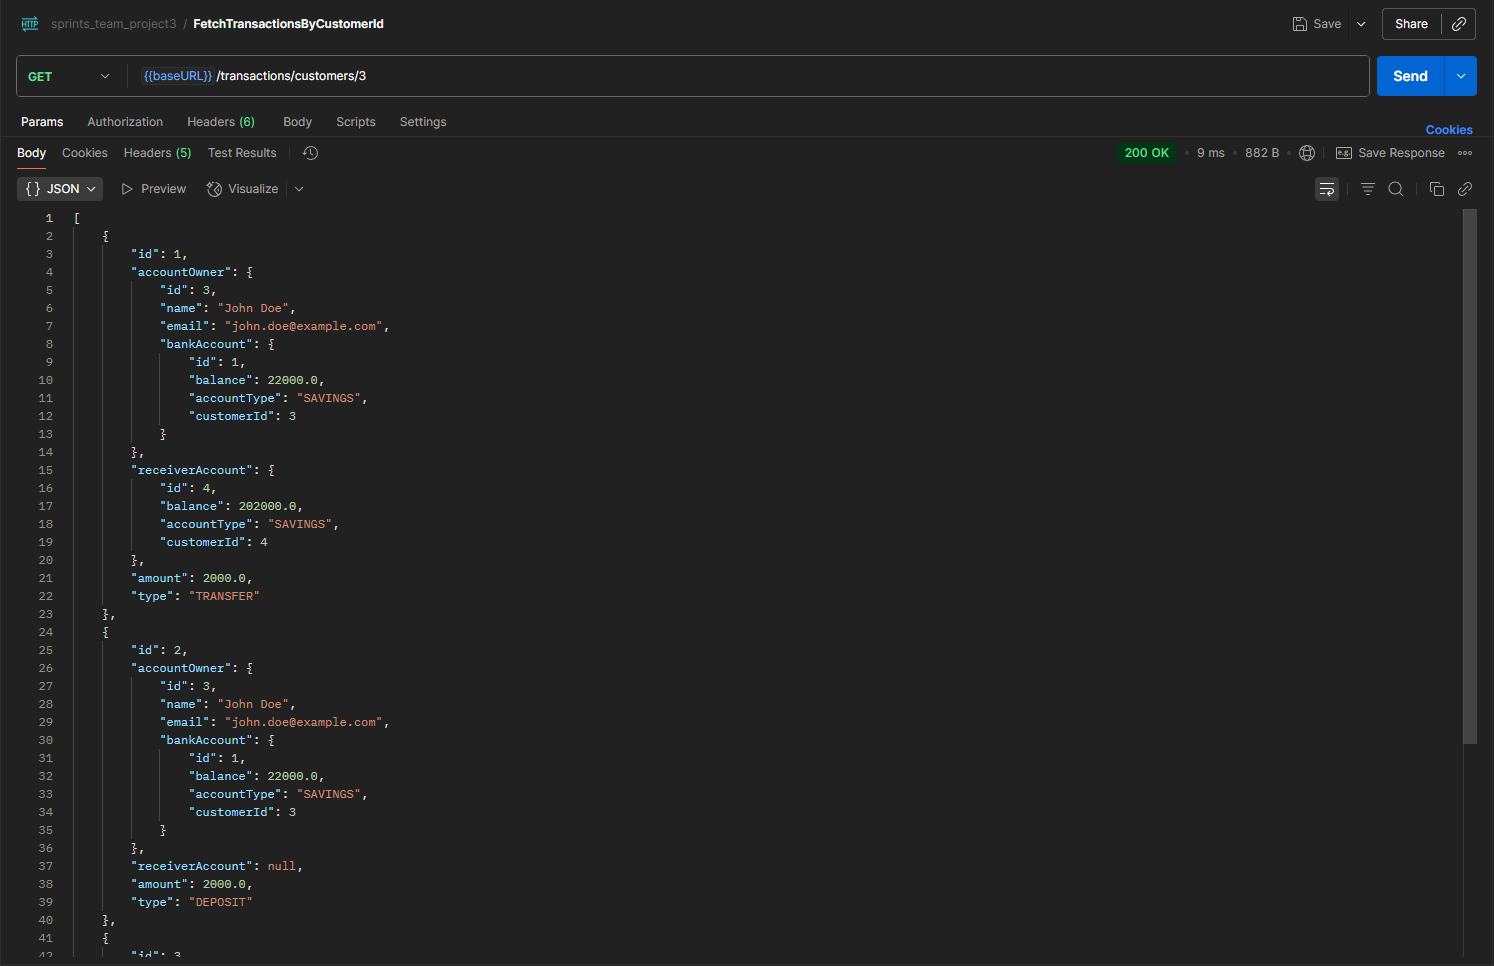 HTTP sprints_team_project3 / FetchTransactionsByCustomerId Save Share
GET {{baseURL}} /transactions/customers/3 Send
Params Authorization Headers (6) Body Scripts Settings Cookies
Body Cookies Headers (5) Test Results 200 OK • 9 ms • 882 B • e.g. Save Response
{} JSON Preview Visualize
1 [
2 {
3 "id": 1,
4 "accountOwner": {
5 "id": 3,
6 "name": "John Doe",
7 "email": "john.doe@example.com",
8 "bankAccount": {
9 "id": 1,
10 "balance": 22000.0,
11 "accountType": "SAVINGS",
12 "customerId": 3
13 }
14 },
15 "receiverAccount": {
16 "id": 4,
17 "balance": 202000.0,
18 "accountType": "SAVINGS",
19 "customerId": 4
20 },
21 "amount": 2000.0,
22 "type": "TRANSFER"
23 },
24 {
25 "id": 2,
26 "accountOwner": {
27 "id": 3,
28 "name": "John Doe",
29 "email": "john.doe@example.com",
30 "bankAccount": {
31 "id": 1,
32 "balance": 22000.0,
33 "accountType": "SAVINGS",
34 "customerId": 3
35 }
36 },
37 "receiverAccount": null,
38 "amount": 2000.0,
39 "type": "DEPOSIT"
40 },
41 {
42 "id": 3